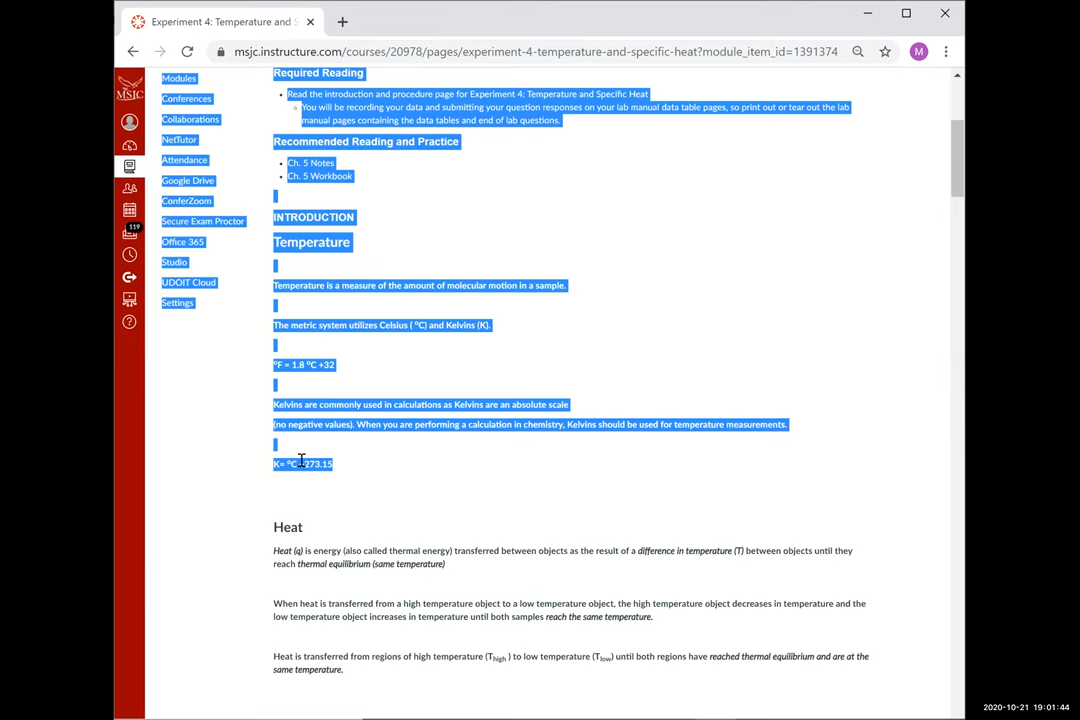 Experiment 4: Temperature and S
msjc.instructure.com/courses/20978/pages/experiment-4-temperature-and-specific-heat?module_item_id=1391374
M
MSJC
119
Modules
Conferences
Collaborations
NetTutor
Attendance
Google Drive
ConferZoom
Secure Exam Proctor
Office 365
Studio
UDOIT Cloud
Settings
Required Reading
Read the introduction and procedure page for Experiment 4: Temperature and Specific Heat
You will be recording your data and submitting your question responses on your lab manual data table pages, so print out or tear out the lab
manual pages containing the data tables and end of lab questions.
Recommended Reading and Practice
Ch. 5 Notes
Ch. 5 Workbook
INTRODUCTION
Temperature
Temperature is a measure of the amount of molecular motion in a sample.
The metric system utilizes Celsius ( °C) and Kelvins (K).
°F = 1.8 °C +32
Kelvins are commonly used in calculations as Kelvins are an absolute scale
(no negative values). When you are performing a calculation in chemistry, Kelvins should be used for temperature measurements.
K= °C +273.15
Heat
Heat (q) is energy (also called thermal energy) transferred between objects as the result of a difference in temperature (T) between objects until they
reach thermal equilibrium (same temperature)
When heat is transferred from a high temperature object to a low temperature object, the high temperature object decreases in temperature and the
low temperature object increases in temperature until both samples reach the same temperature.
Heat is transferred from regions of high temperature (Thigh ) to low temperature (Tlow) until both regions have reached thermal equilibrium and are at the
same temperature.
2020-10-21 19:01:44